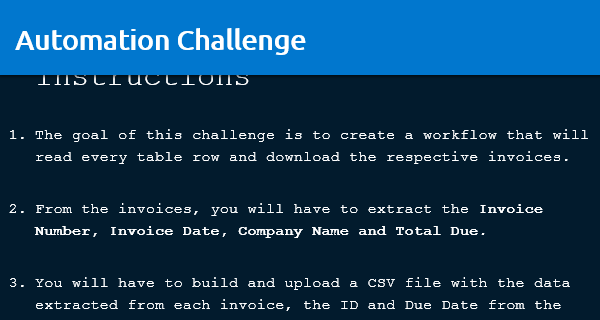 Automation Challenge
Instructions
1. The goal of this challenge is to create a workflow that will
read every table row and download the respective invoices.
2. From the invoices, you will have to extract the Invoice
Number, Invoice Date, Company Name and Total Due.
3. You will have to build and upload a CSV file with the data
extracted from each invoice, the ID and Due Date from the